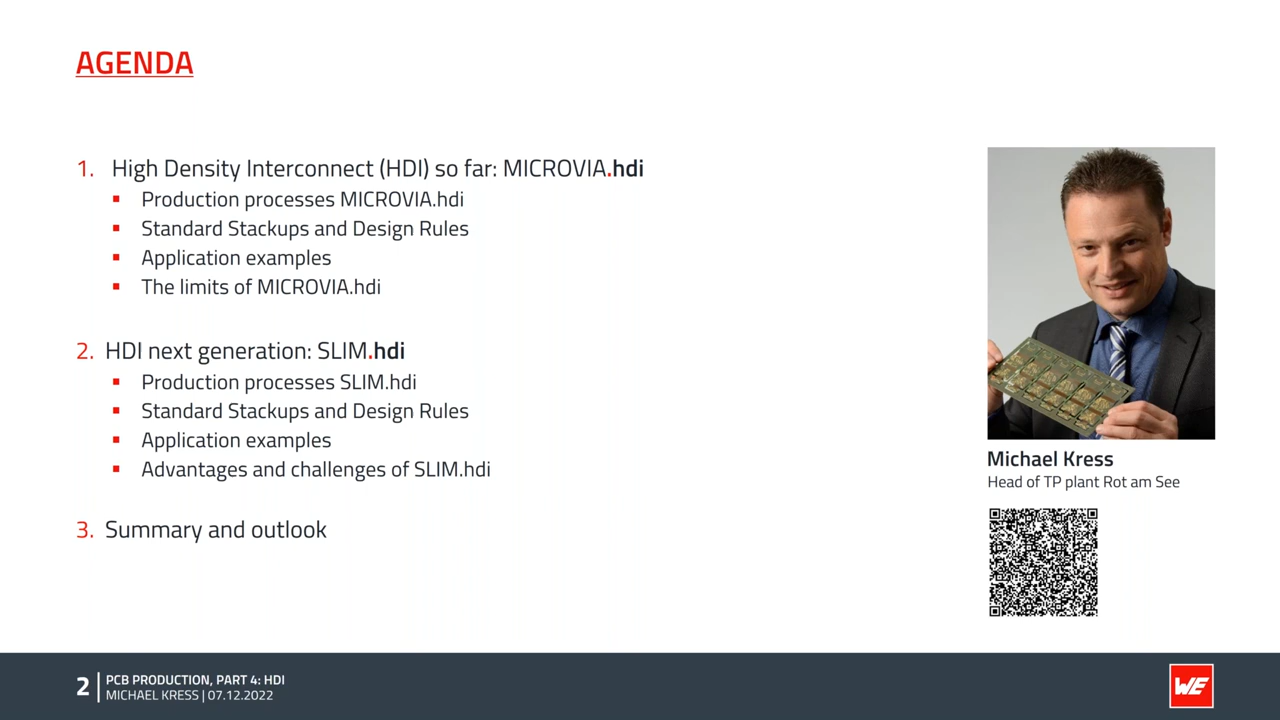 AGENDA
1. High Density Interconnect (HDI) so far: MICROVIA.hdi
▪ Production processes MICROVIA.hdi
▪ Standard Stackups and Design Rules
▪ Application examples
▪ The limits of MICROVIA.hdi
2. HDI next generation: SLIM.hdi
▪ Production processes SLIM.hdi
▪ Standard Stackups and Design Rules
▪ Application examples
▪ Advantages and challenges of SLIM.hdi
3. Summary and outlook
Michael Kress
Head of TP plant Rot am See
2
PCB PRODUCTION, PART 4: HDI
MICHAEL KRESS | 07.12.2022
WE